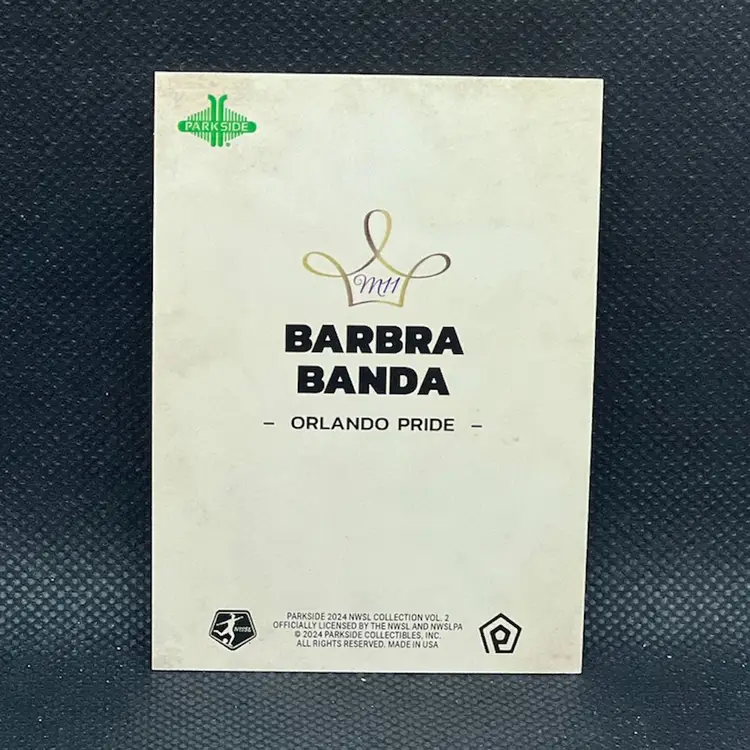 PARKSIDE
M11
BARBRA
BANDA
- ORLANDO PRIDE -
PARKSIDE 2024 NWSL COLLECTION VOL. 2
OFFICIALLY LICENSED BY THE NWSL AND NWSLPA
© 2024 PARKSIDE COLLECTIBLES, INC.
ALL RIGHTS RESERVED. MADE IN USA
NWSL